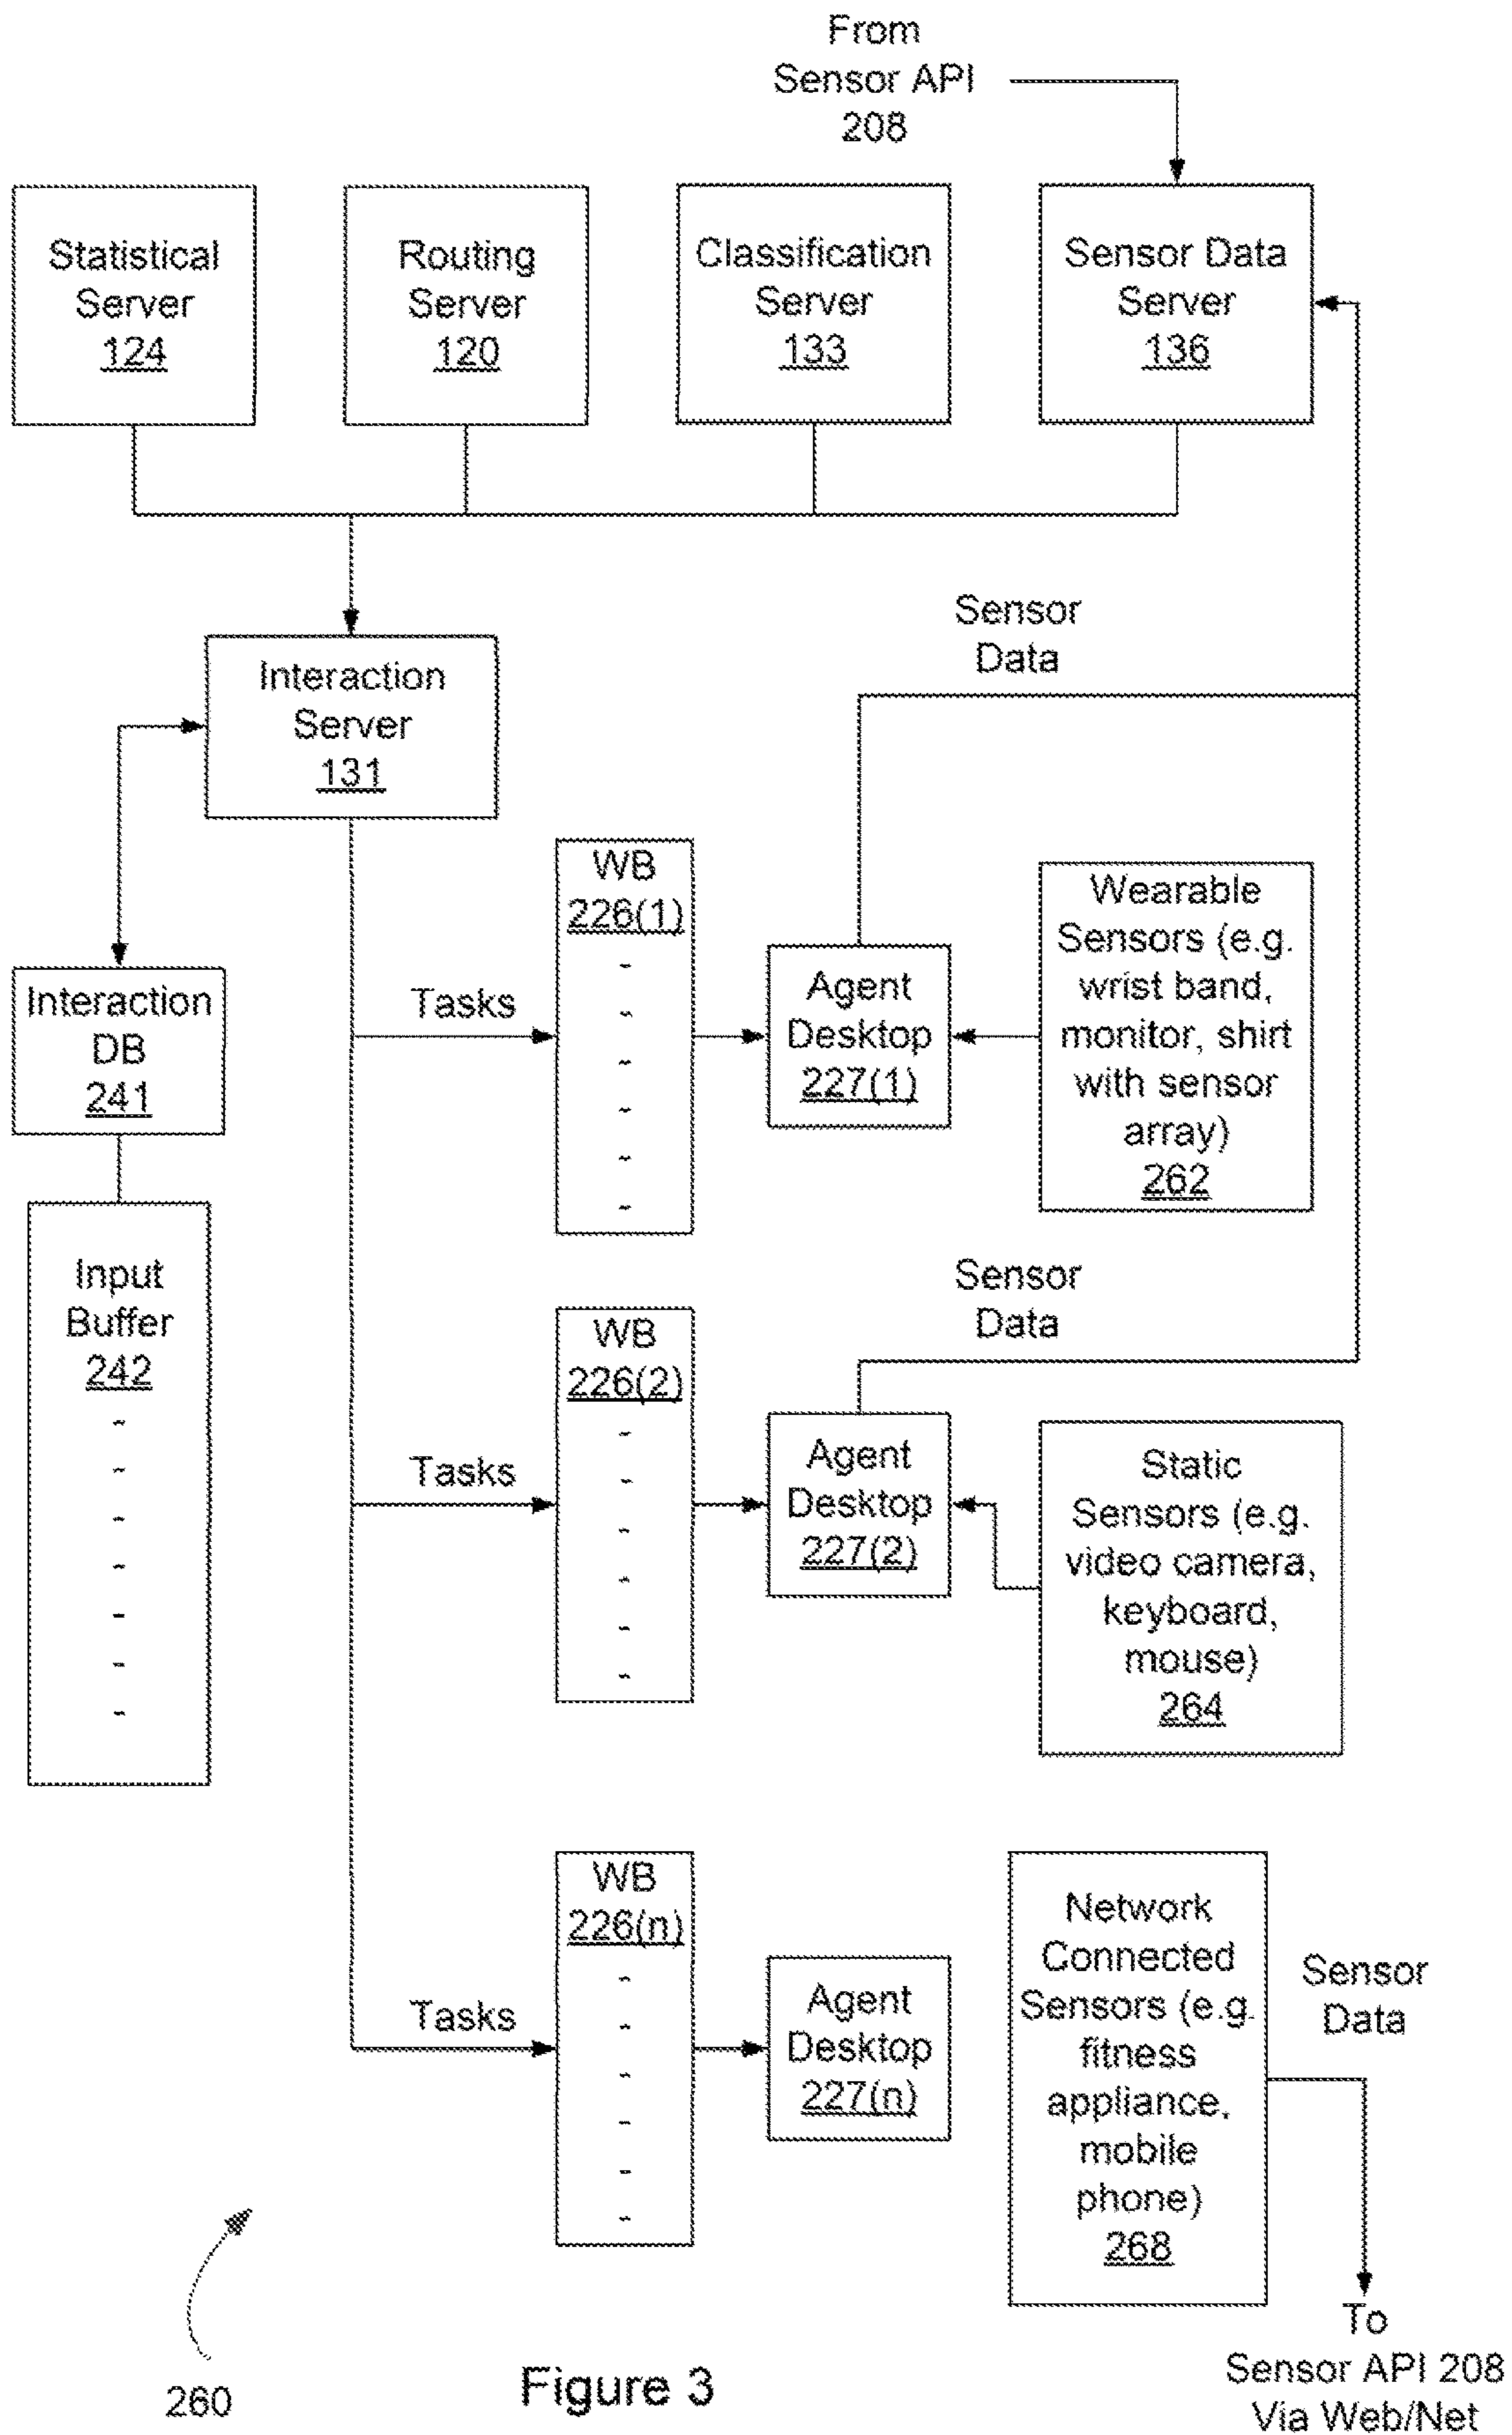 From
Sensor API
208
Statistical
Server
124
Routing
Server
120
Classification
Server
133
Sensor Data
Server
136
Interaction
Server
131
Sensor
Data
Interaction
DB
241
Input
Buffer
242
Tasks
WB
226(1)
Agent
Desktop
227(1)
Wearable
Sensors (e.g.
wrist band,
monitor, shirt
with sensor
array)
262
Sensor
Data
Tasks
WB
226(2)
Agent
Desktop
227(2)
Static
Sensors (e.g.
video camera,
keyboard,
mouse)
264
Tasks
WB
226(n)
Agent
Desktop
227(n)
Network
Connected
Sensors (e.g.
fitness
appliance,
mobile
phone)
268
Sensor
Data
To
Sensor API 208
Via Web/Net
260
Figure 3